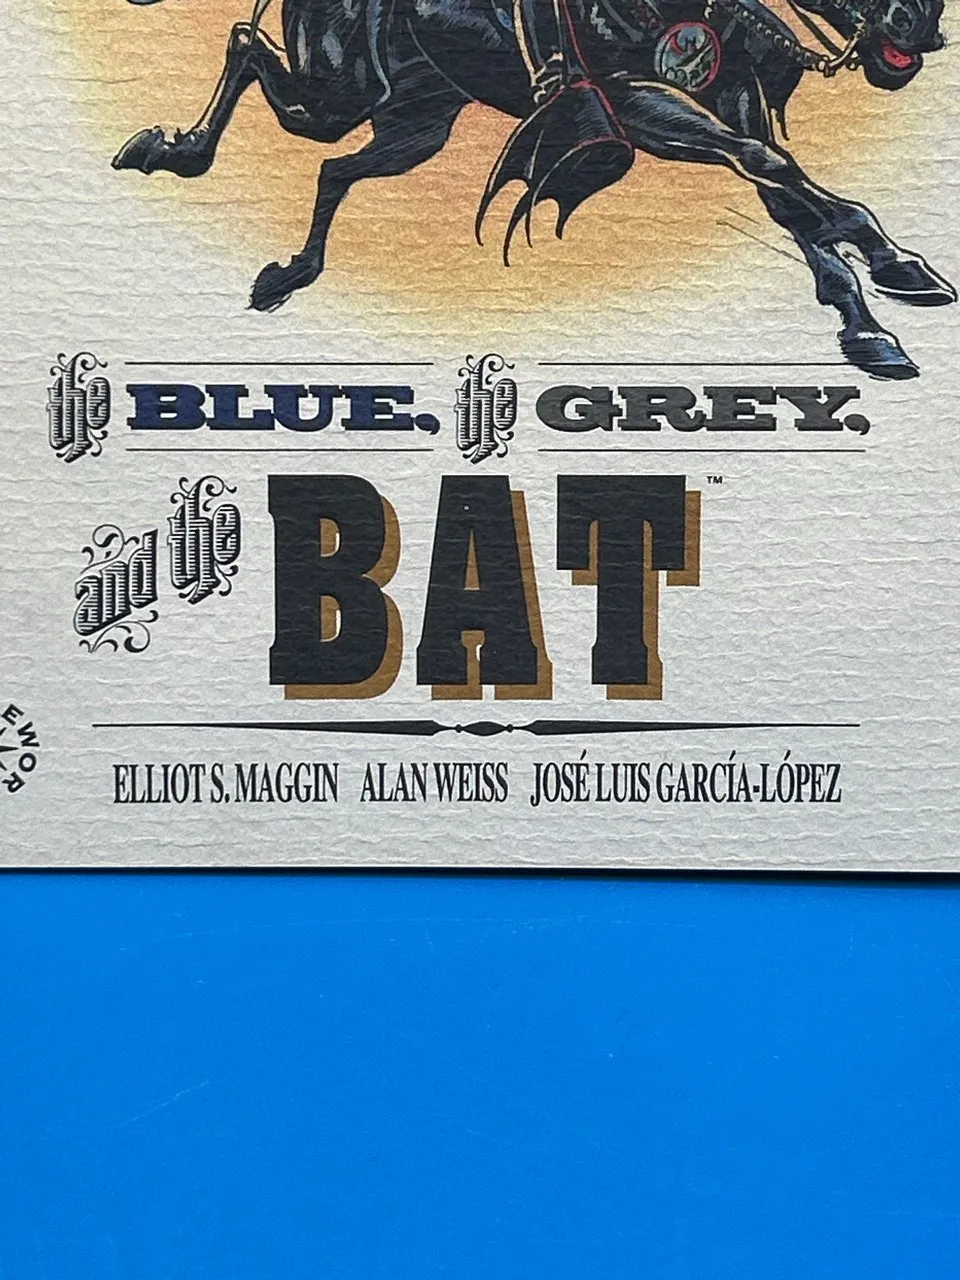 the BLUE, the GREY,
and the BAT™
ELLIOT S. MAGGIN ALAN WEISS JOSÉ LUIS GARCÍA-LÓPEZ